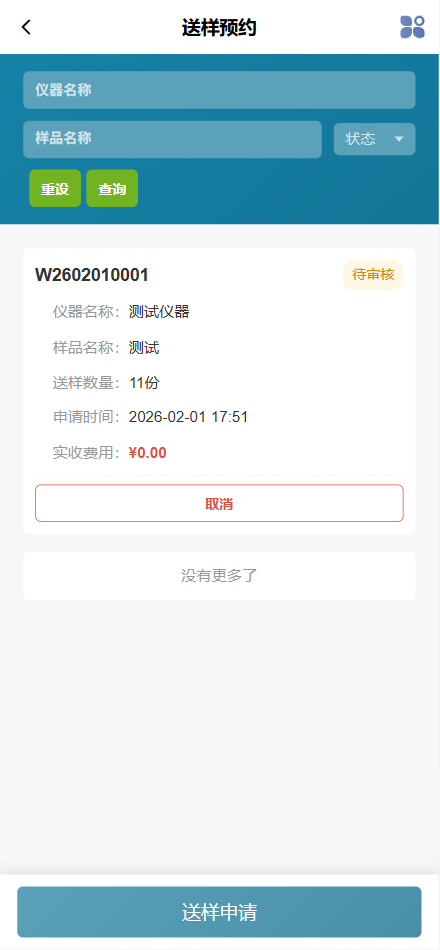 送样预约
仪器名称
样品名称
状态
重设 查询
W2602010001 待审核
仪器名称: 测试仪器
样品名称: 测试
送样数量: 11份
申请时间: 2026-02-01 17:51
实收费用: ¥0.00
取消
没有更多了
送样申请